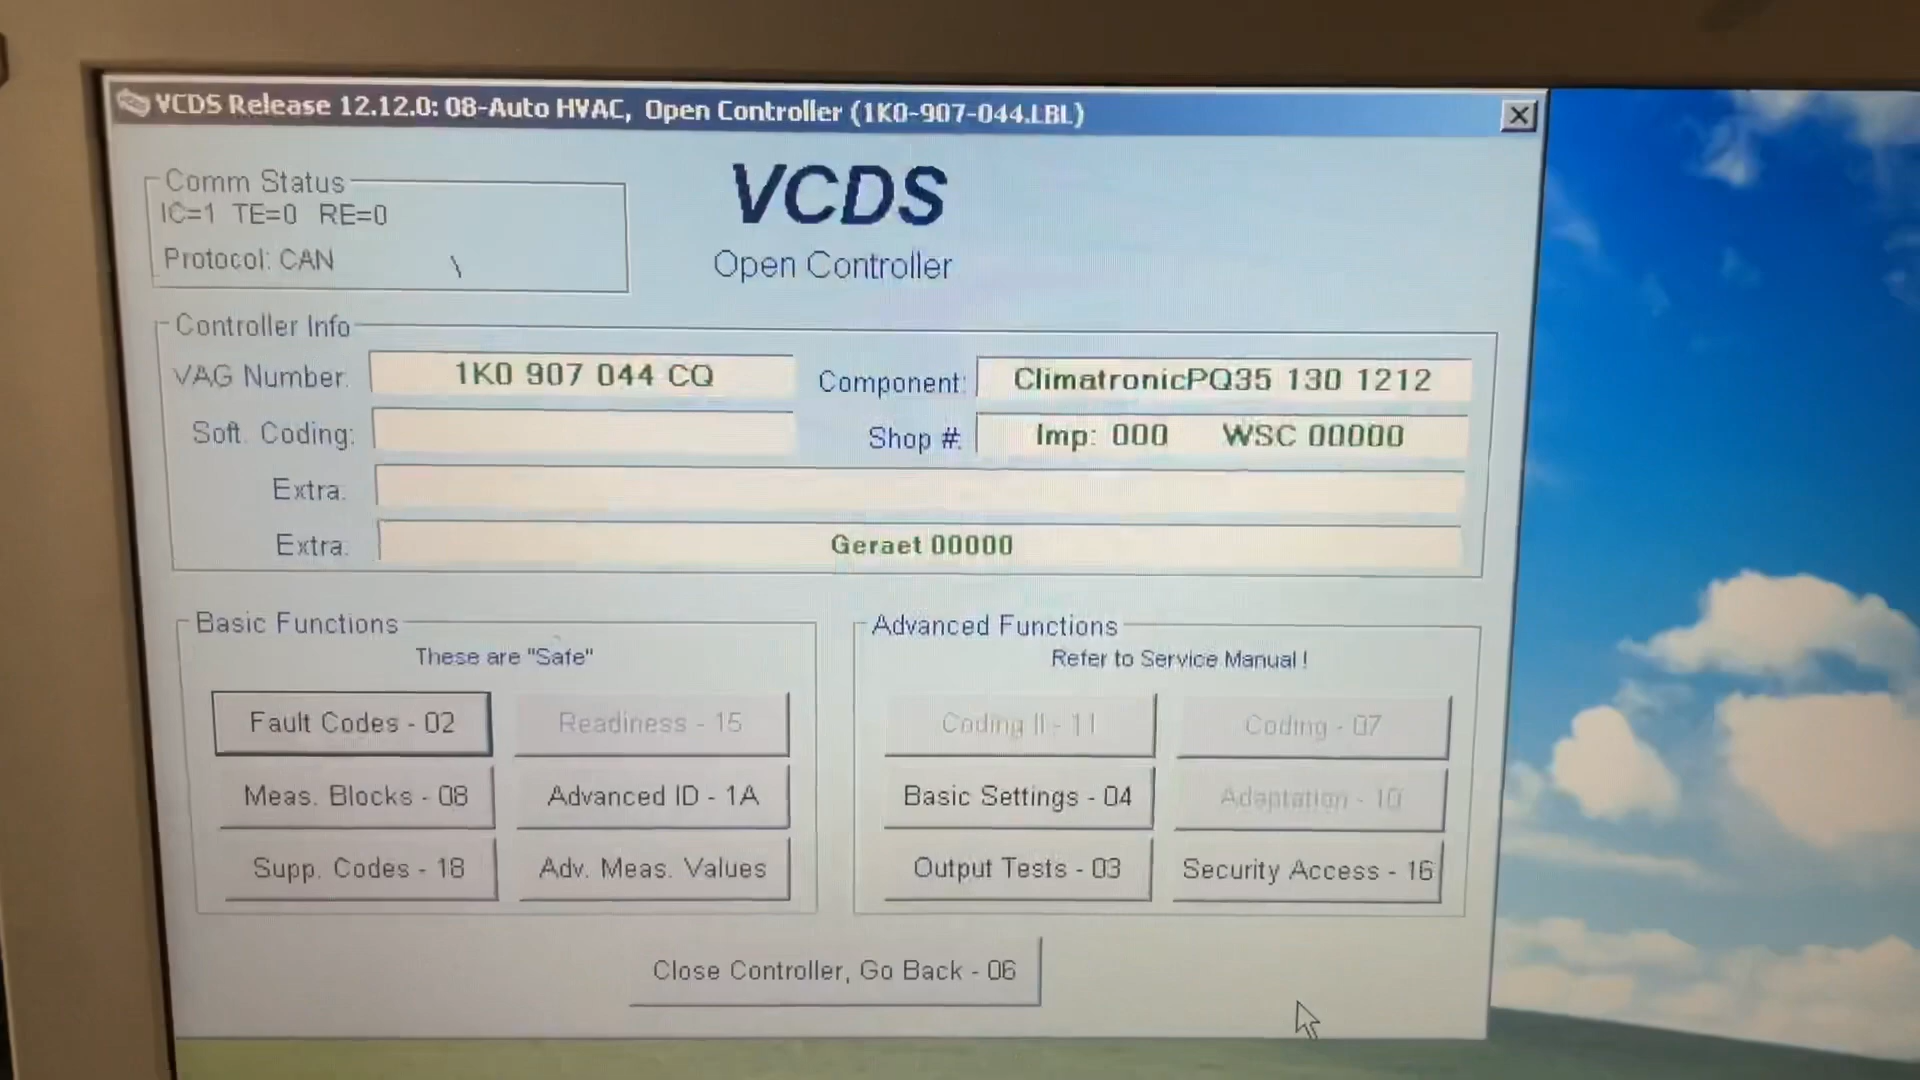 VCDS Release 12.12.0: 08-Auto HVAC, Open Controller (1K0-907-044.LBL)
Comm Status
IC=1 TE=0 RE=0
Protocol: CAN \
VCDS
Open Controller
Controller Info
VAG Number: 1K0 907 044 CQ
Component: ClimatronicPQ35 130 1212
Soft. Coding:
Shop #: Imp: 000 WSC 00000
Extra:
Extra: Geraet 00000
Basic Functions
These are "Safe"
Fault Codes - 02
Readiness - 15
Meas. Blocks - 08
Advanced ID - 1A
Supp. Codes - 18
Adv. Meas. Values
Advanced Functions
Refer to Service Manual!
Coding II - 11
Coding - 07
Basic Settings - 04
Adaptation - 10
Output Tests - 03
Security Access - 16
Close Controller, Go Back - 06